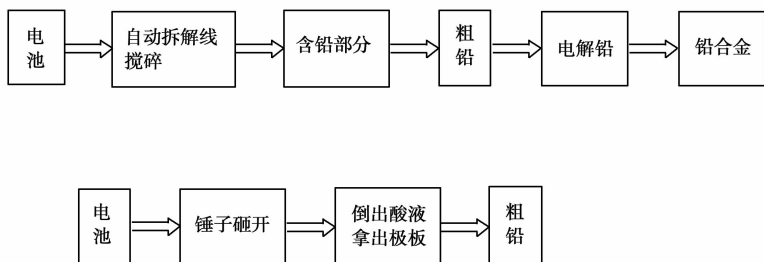 电池
自动拆解线
搅碎
含铅部分
粗铅
电解铅
铅合金
电池
锤子砸开
倒出酸液
拿出极板
粗铅